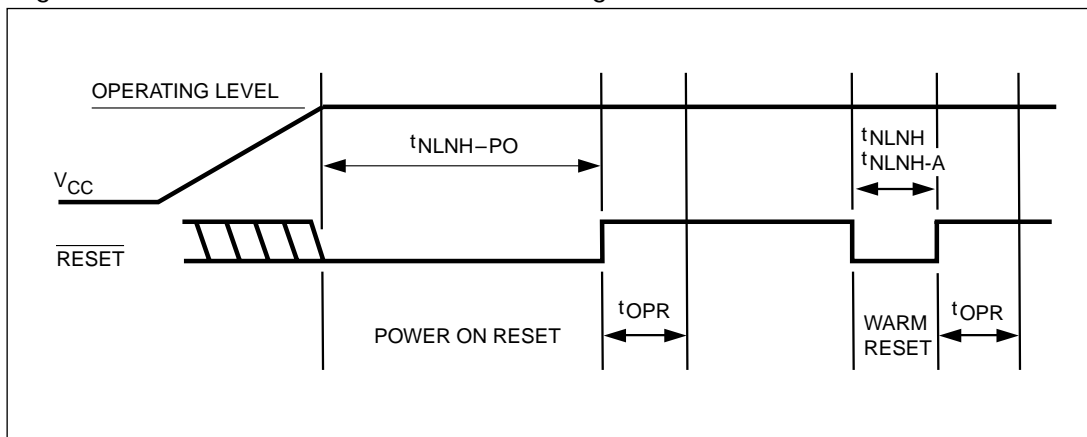 OPERATING LEVEL
tNLNH–PO
tNLNH
tNLNH-A
VCC
RESET
tOPR
POWER ON RESET
WARM
RESET
tOPR